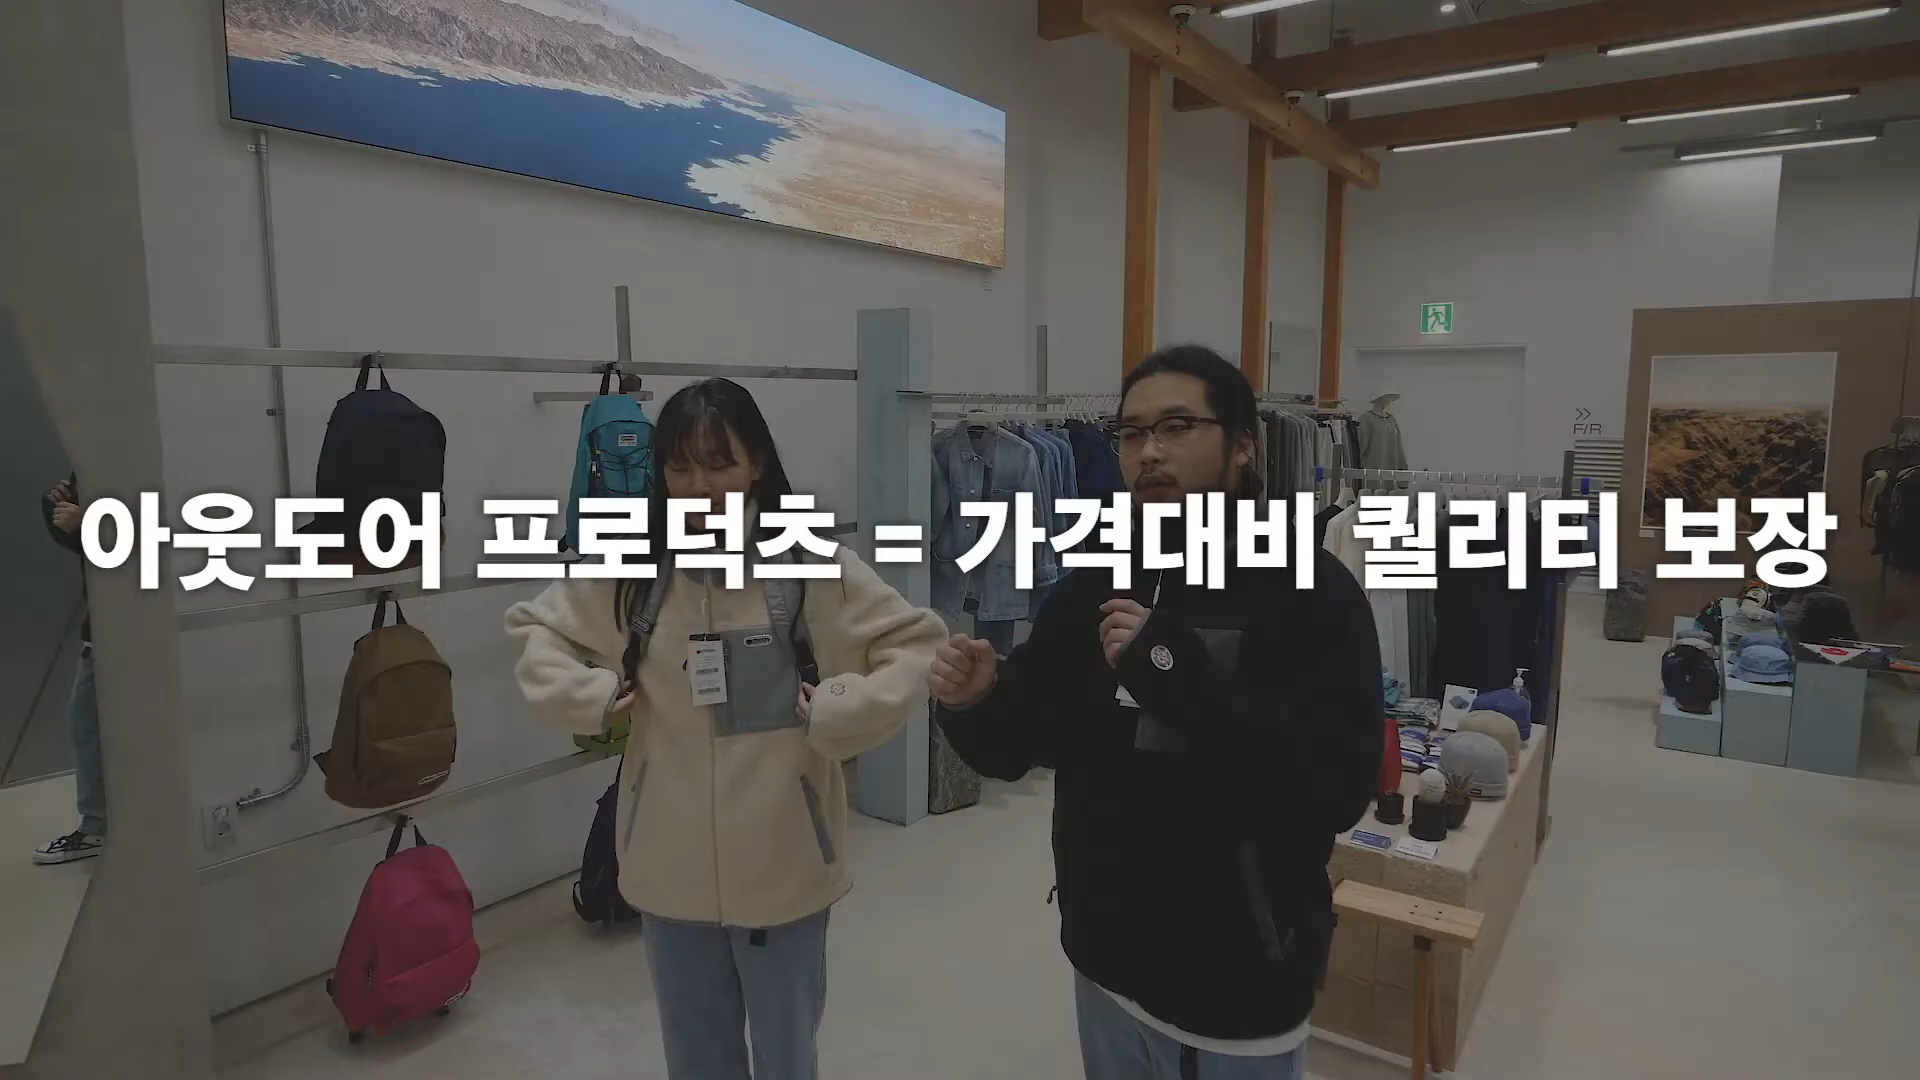 아웃도어 프로덕츠 = 가격대비 퀄리티 보장
F/R